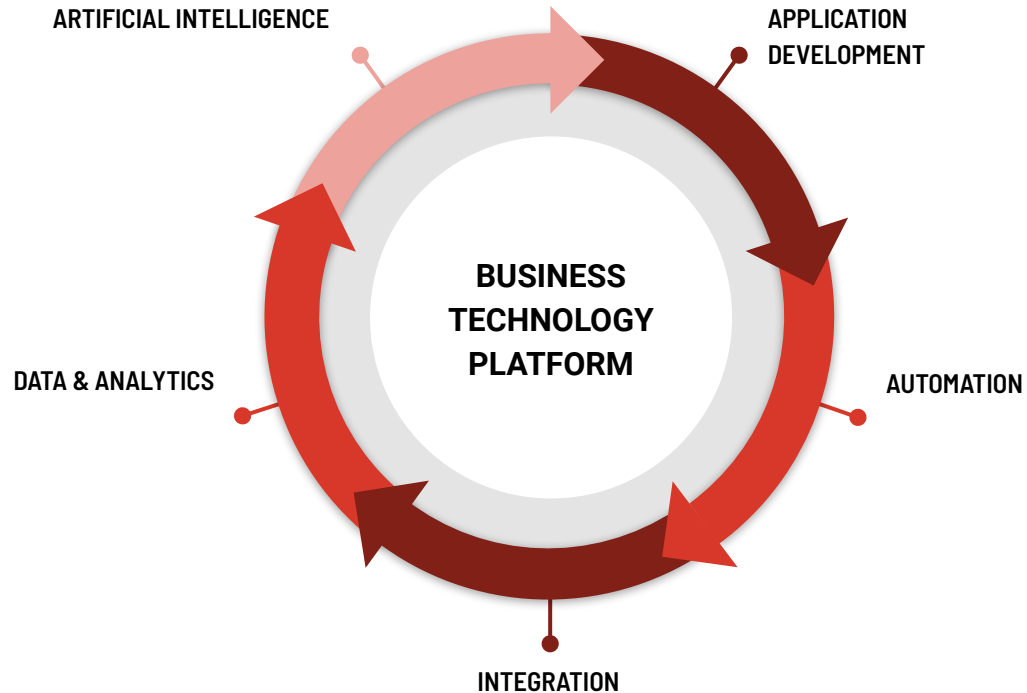 ARTIFICIAL INTELLIGENCE
APPLICATION
DEVELOPMENT
BUSINESS
TECHNOLOGY
PLATFORM
DATA & ANALYTICS
AUTOMATION
INTEGRATION